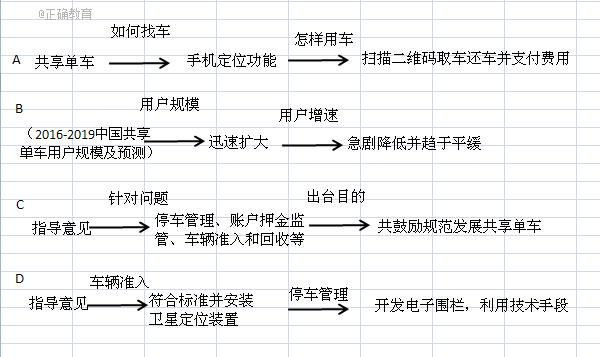 @正确教育
如何找车
怎样用车
A 共享单车 手机定位功能 扫描二维码取车还车并支付费用
B
用户规模
用户增速
（2016-2019中国共享
单车用户规模及预测）
迅速扩大
急剧降低并趋于平缓
C
针对问题
出台目的
指导意见
停车管理、账户押金监
管、车辆准入和回收等
共鼓励规范发展共享单车
D
车辆准入
停车管理
指导意见
符合标准并安装
卫星定位装置
开发电子围栏，利用技术手段